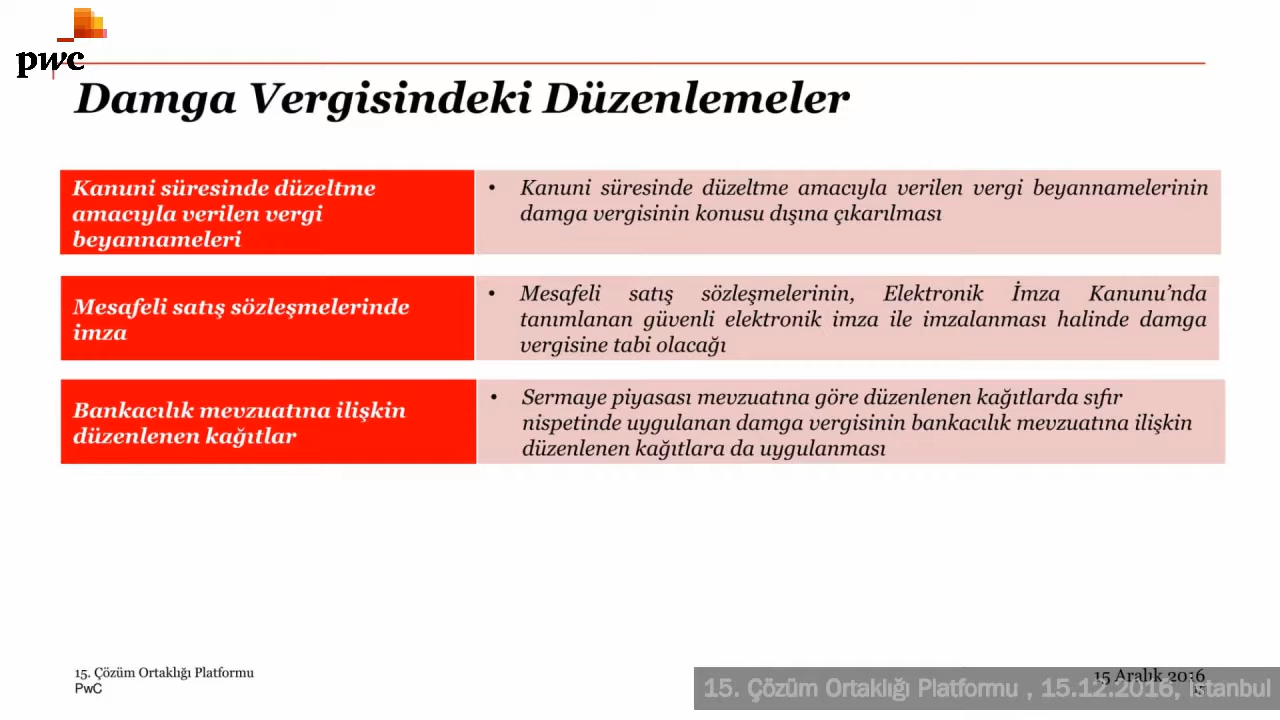 pwc
Damga Vergisindeki Düzenlemeler
Kanuni süresinde düzeltme
amacıyla verilen vergi
beyannameleri
• Kanuni süresinde düzeltme amacıyla verilen vergi beyannamelerinin
damga vergisinin konusu dışına çıkarılması
Mesafeli satış sözleşmelerinde
imza
• Mesafeli satış sözleşmelerinin, Elektronik İmza Kanunu’nda
tanımlanan güvenli elektronik imza ile imzalanması halinde damga
vergisine tabi olacağı
Bankacılık mevzuatına ilişkin
düzenlenen kağıtlar
• Sermaye piyasası mevzuatına göre düzenlenen kağıtlarda sıfır
nispetinde uygulanan damga vergisinin bankacılık mevzuatına ilişkin
düzenlenen kağıtlara da uygulanması
15. Çözüm Ortaklığı Platformu
PwC
15 Aralık 2016
15. Çözüm Ortaklığı Platformu , 15.12.2016, İstanbul